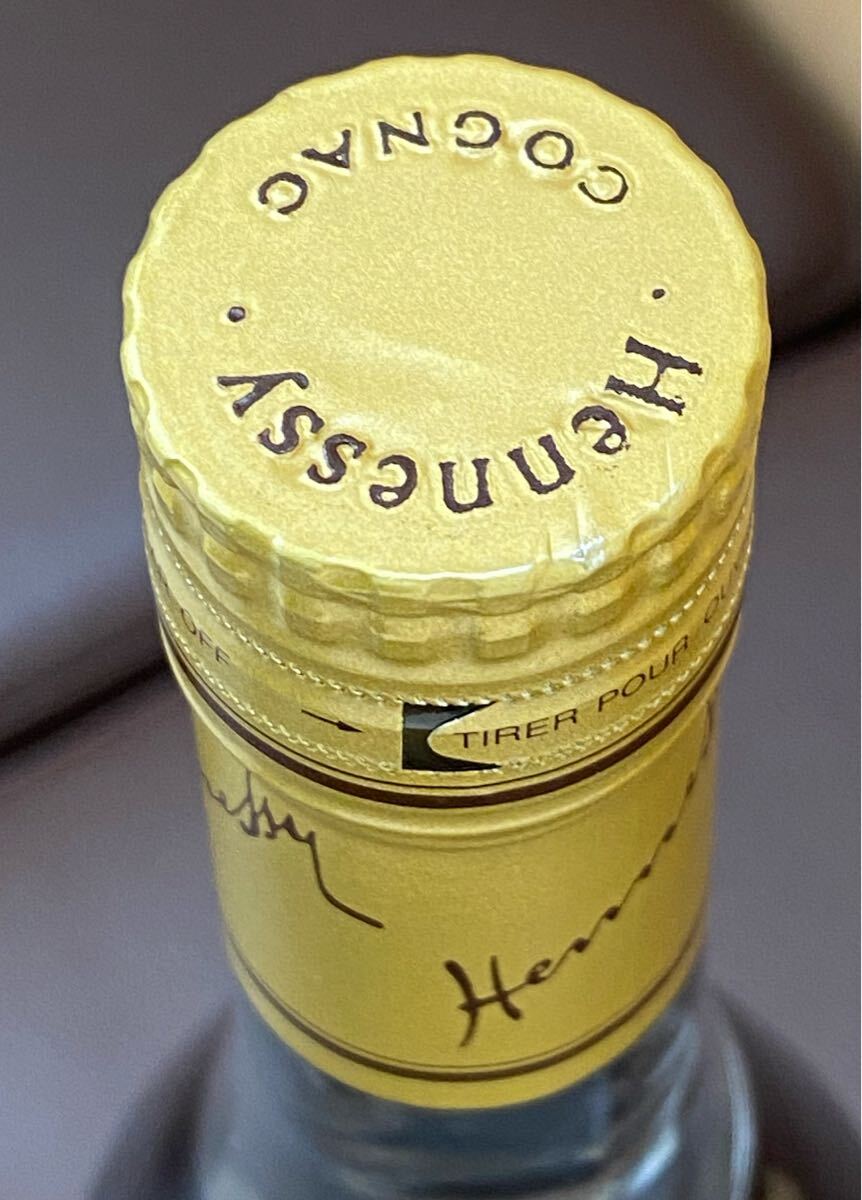 COGNAC
· Hennessy ·
OFF → TIRER POUR
Hennessy